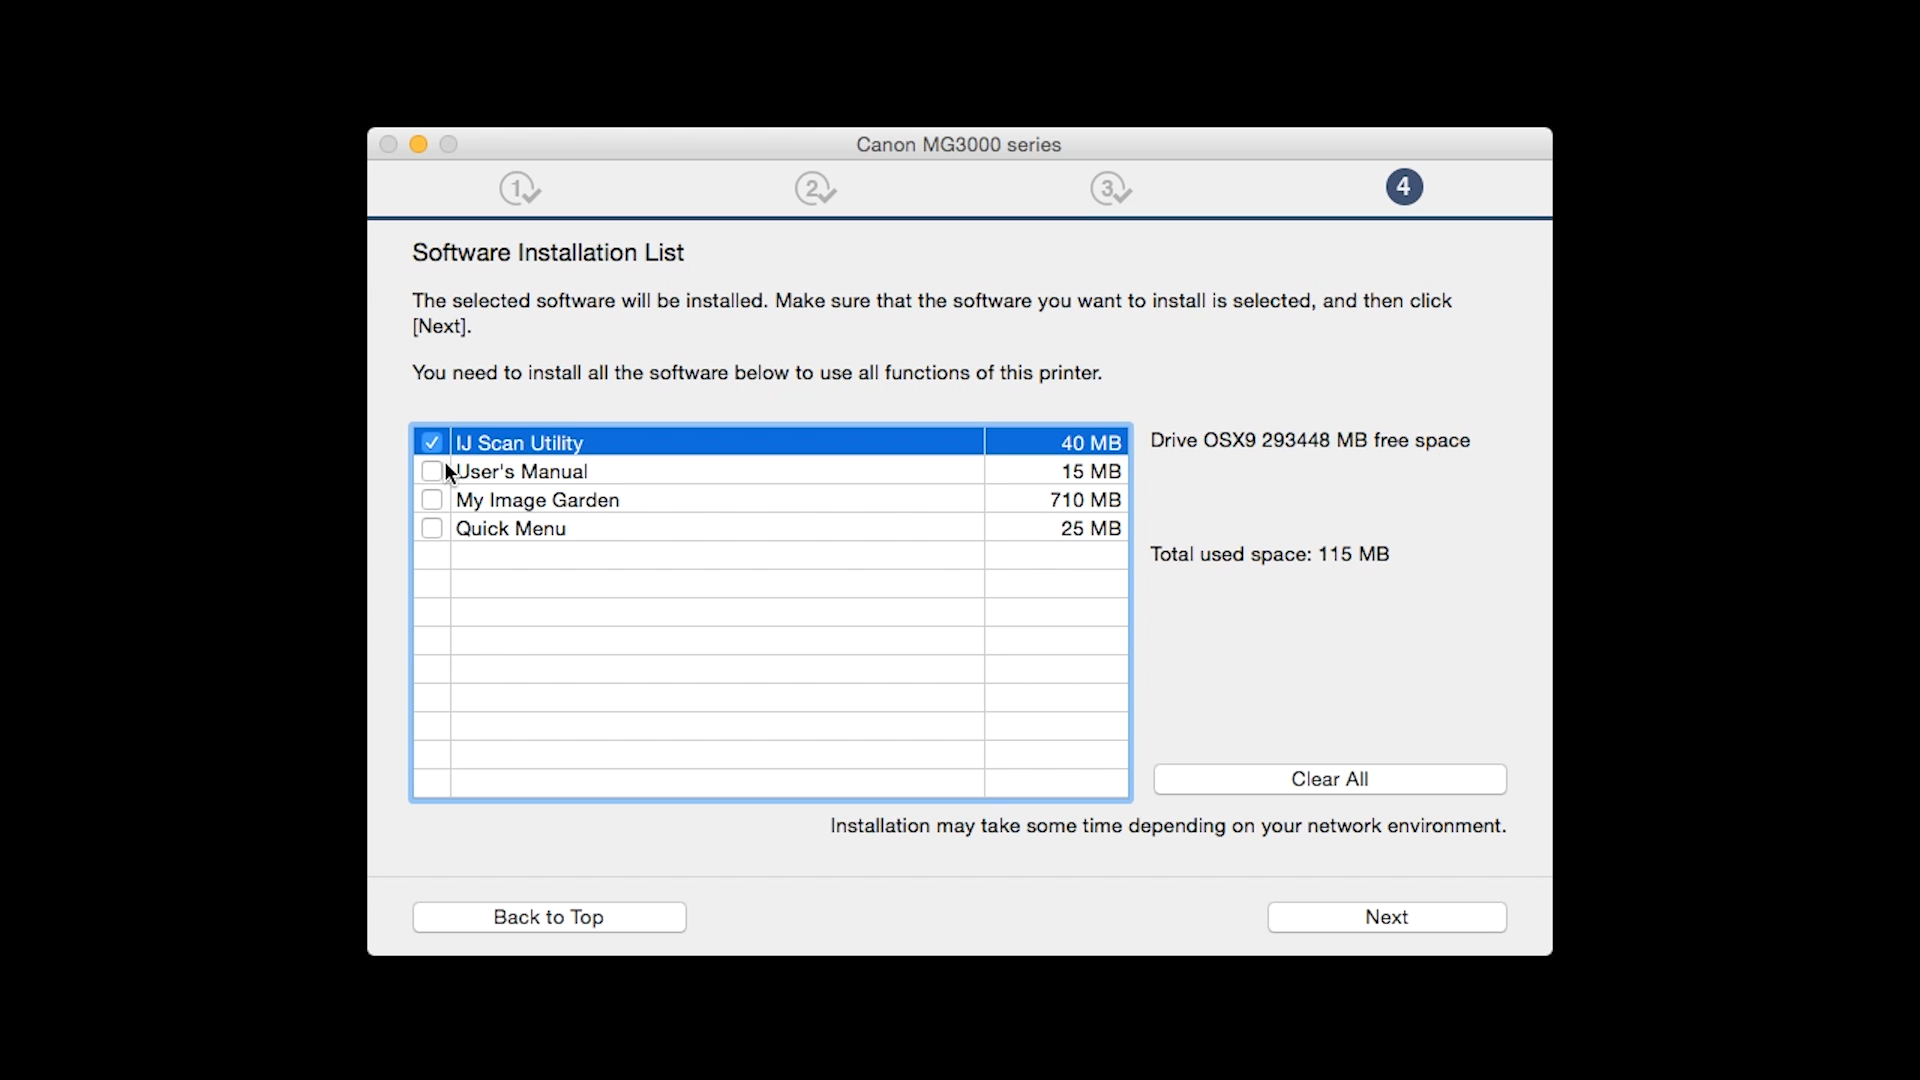 Canon MG3000 series
1
2
3
4
Software Installation List
The selected software will be installed. Make sure that the software you want to install is selected, and then click
[Next].
You need to install all the software below to use all functions of this printer.
IJ Scan Utility 40 MB
User's Manual 15 MB
My Image Garden 710 MB
Quick Menu 25 MB
Drive OSX9 293448 MB free space
Total used space: 115 MB
Clear All
Installation may take some time depending on your network environment.
Back to Top
Next